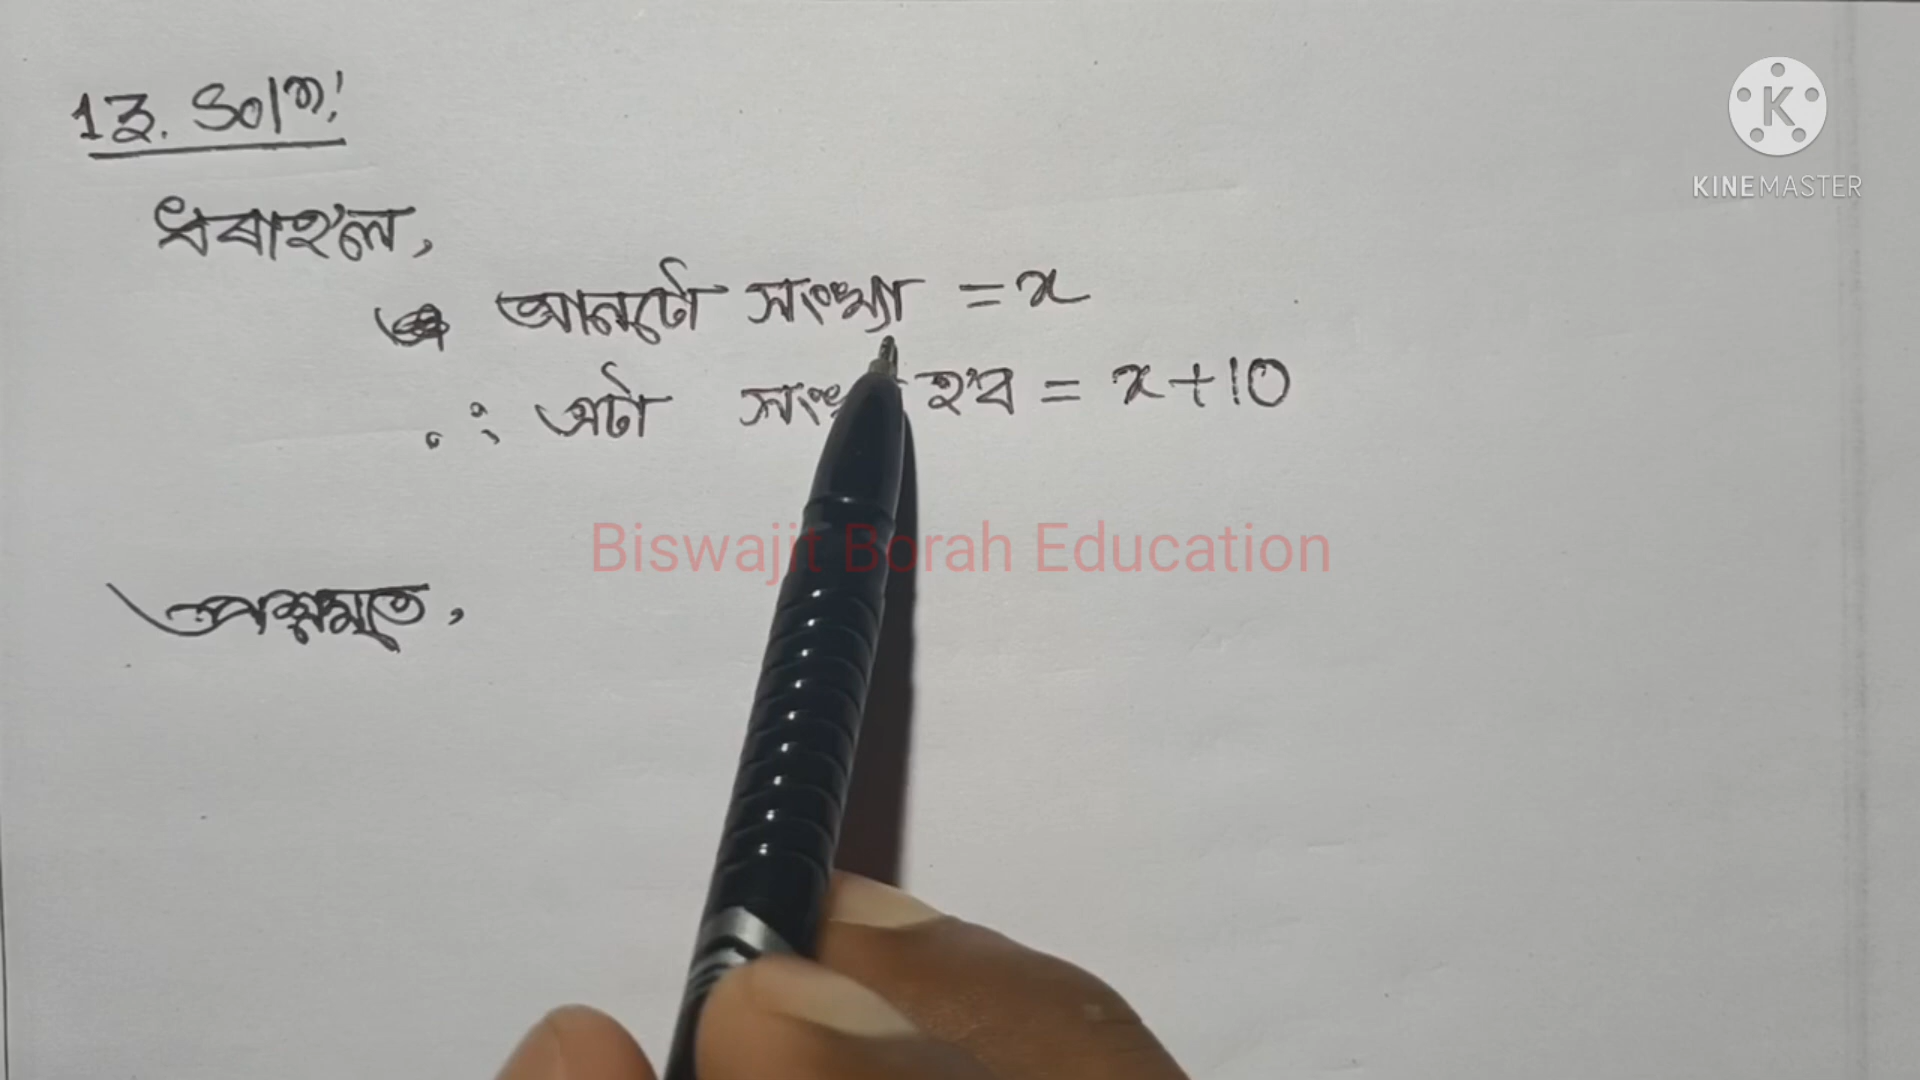 13. Solⁿ:
ধৰাহ'ল,
আনটো সংখ্যা = x
∴ এটা হ'ব = x+10
প্ৰশ্নমতে,
Biswajit Borah Education
K
KINEMASTER